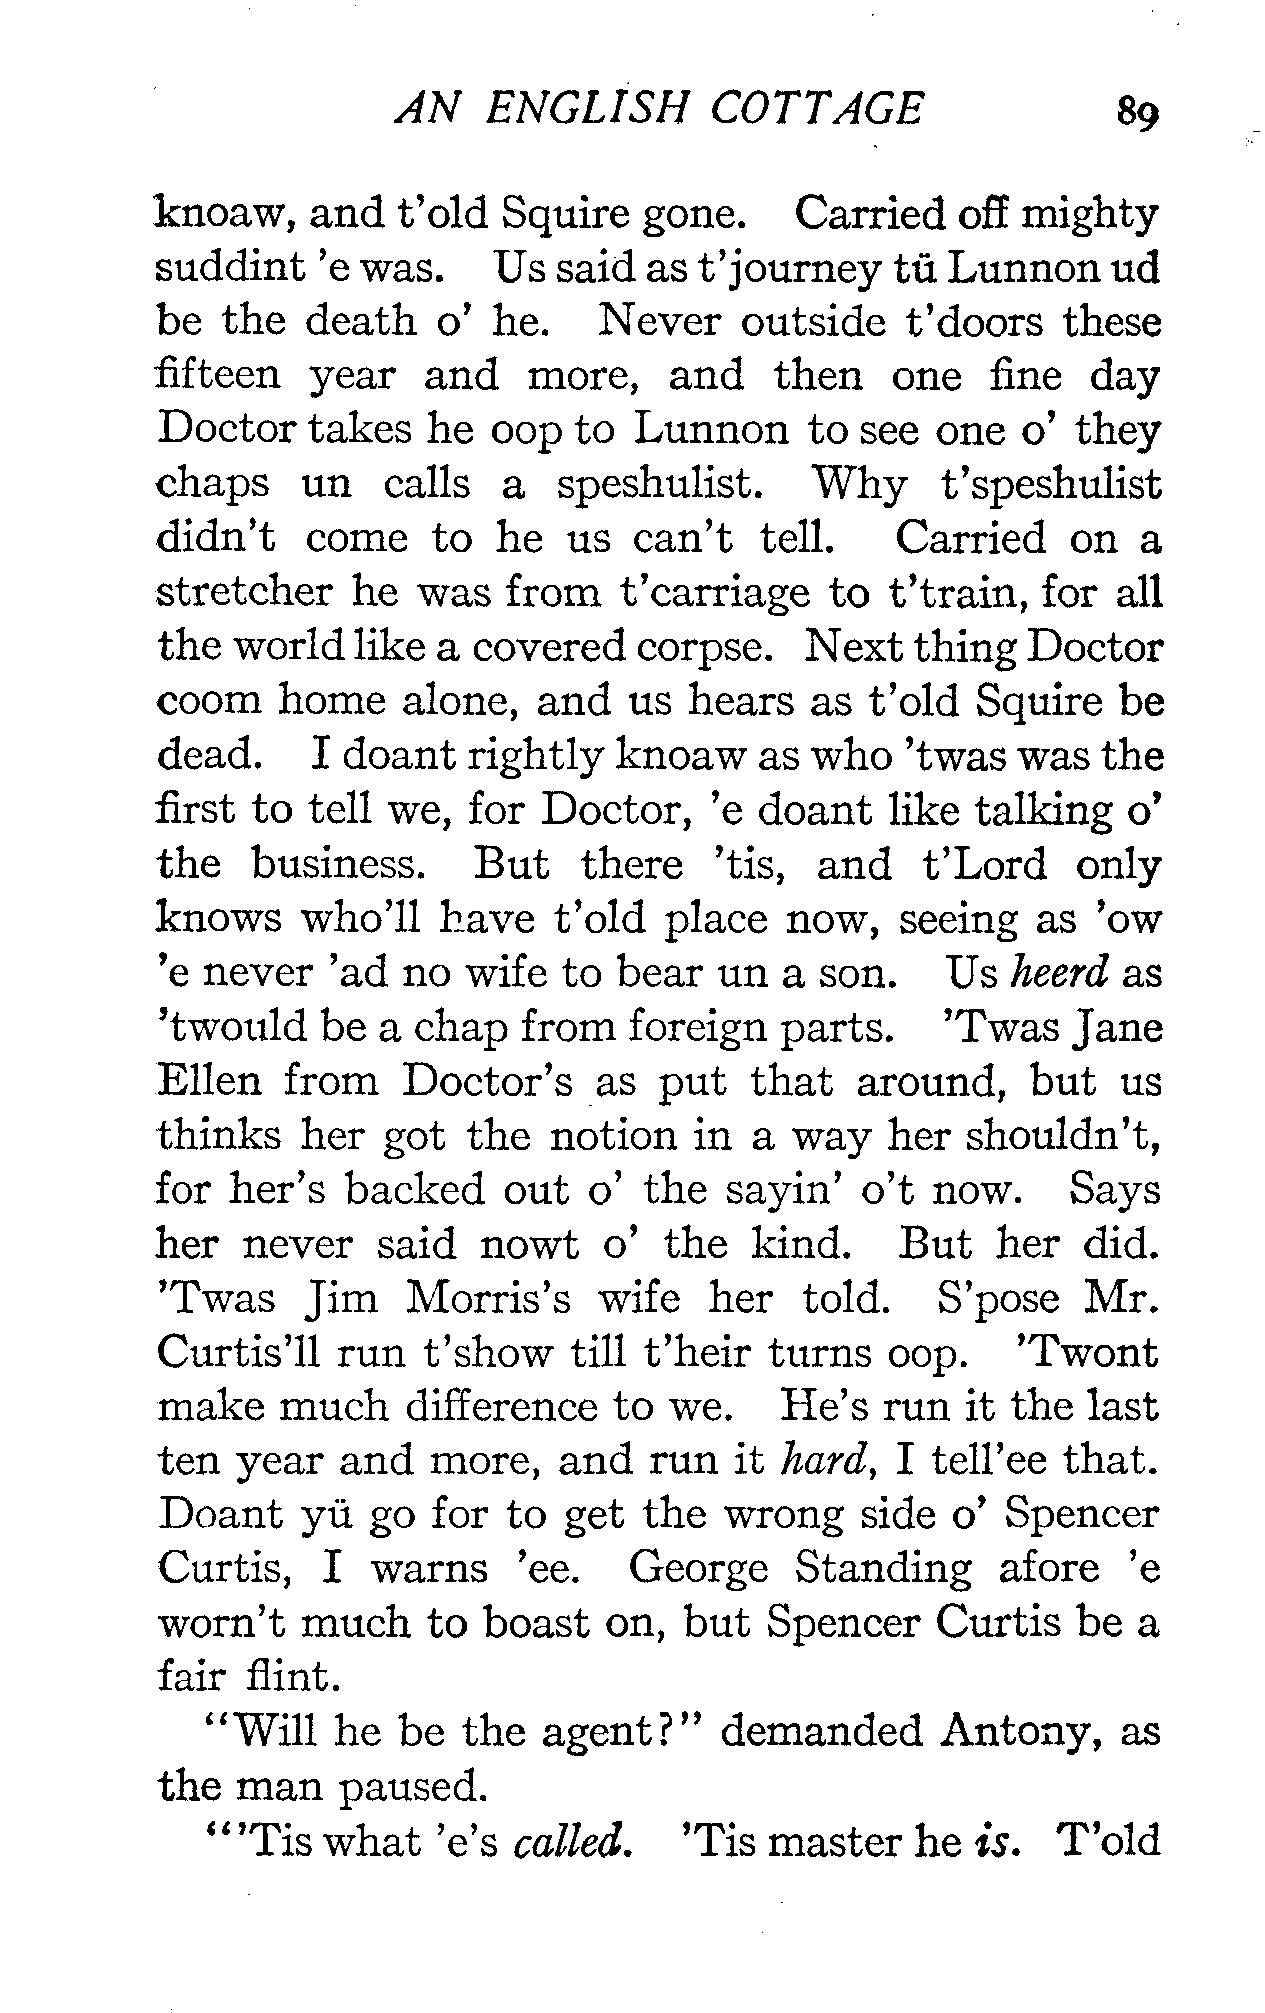 AN ENGLISH COTTAGE 89
knoaw, and t'old Squire gone. Carried off mighty
suddint 'e was. Us said as t'journey tü Lunnon ud
be the death o' he. Never outside t'doors these
fifteen year and more, and then one fine day
Doctor takes he oop to Lunnon to see one o' they
chaps un calls a speshulist. Why t'speshulist
didn't come to he us can't tell. Carried on a
stretcher he was from t'carriage to t'train, for all
the world like a covered corpse. Next thing Doctor
coom home alone, and us hears as t'old Squire be
dead. I doant rightly knoaw as who 'twas was the
first to tell we, for Doctor, 'e doant like talking o'
the business. But there 'tis, and t'Lord only
knows who'll have t'old place now, seeing as 'ow
'e never 'ad no wife to bear un a son. Us heerd as
'twould be a chap from foreign parts. 'Twas Jane
Ellen from Doctor's as put that around, but us
thinks her got the notion in a way her shouldn't,
for her's backed out o' the sayin' o't now. Says
her never said nowt o' the kind. But her did.
'Twas Jim Morris's wife her told. S'pose Mr.
Curtis'll run t'show till t'heir turns oop. 'Twont
make much difference to we. He's run it the last
ten year and more, and run it hard, I tell'ee that.
Doant yü go for to get the wrong side o' Spencer
Curtis, I warns 'ee. George Standing afore 'e
worn't much to boast on, but Spencer Curtis be a
fair flint.
"Will he be the agent?" demanded Antony, as
the man paused.
"'Tis what 'e's called. 'Tis master he is. T'old